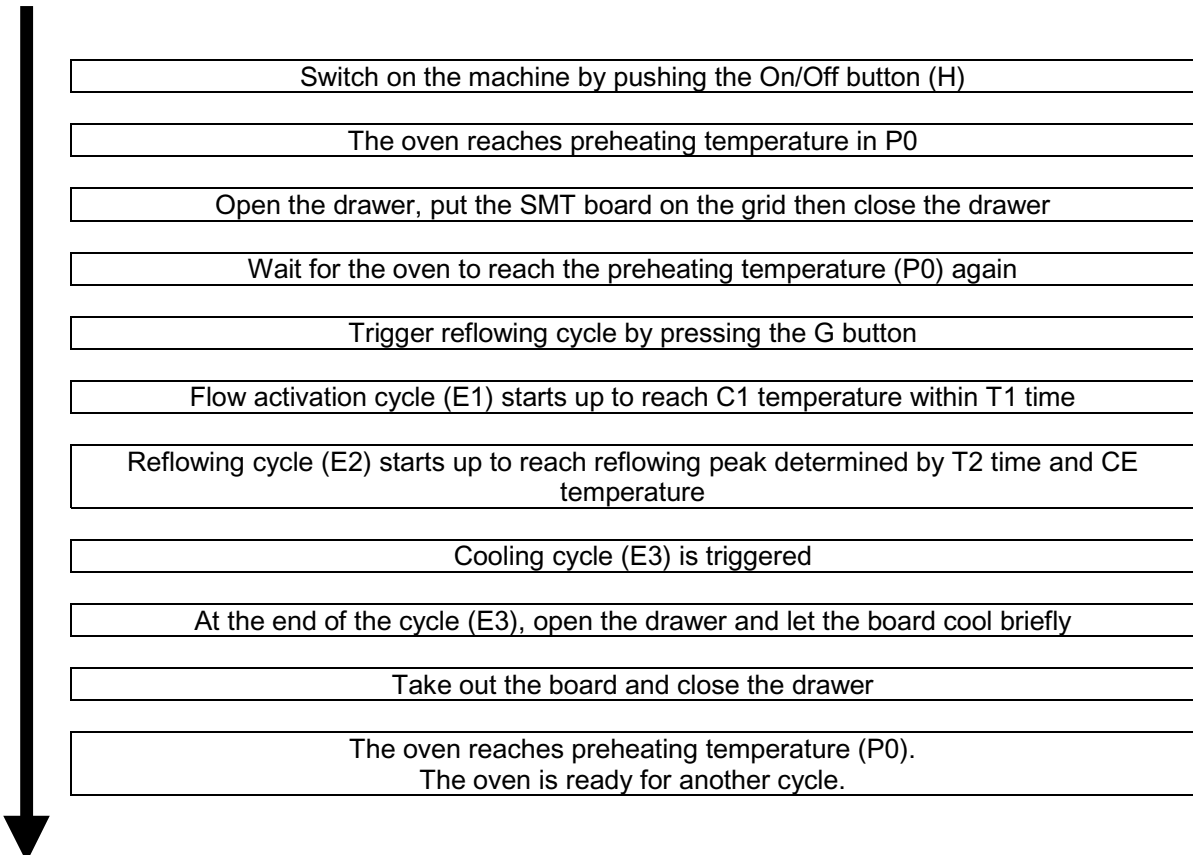 Switch on the machine by pushing the On/Off button (H)
The oven reaches preheating temperature in P0
Open the drawer, put the SMT board on the grid then close the drawer
Wait for the oven to reach the preheating temperature (P0) again
Trigger reflowing cycle by pressing the G button
Flow activation cycle (E1) starts up to reach C1 temperature within T1 time
Reflowing cycle (E2) starts up to reach reflowing peak determined by T2 time and CE
temperature
Cooling cycle (E3) is triggered
At the end of the cycle (E3), open the drawer and let the board cool briefly
Take out the board and close the drawer
The oven reaches preheating temperature (P0).
The oven is ready for another cycle.